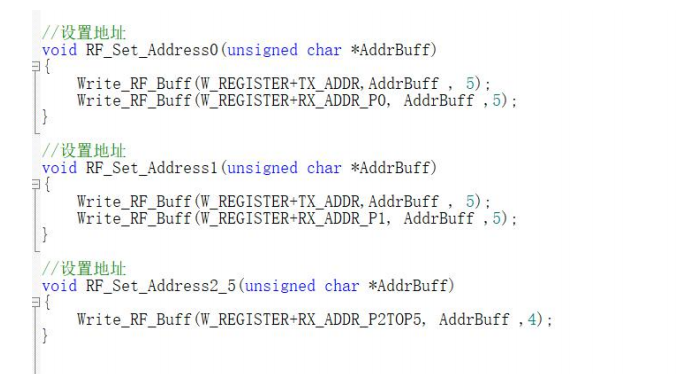 //设置地址
void RF_Set_Address0(unsigned char *AddrBuff)
{
    Write_RF_Buff(W_REGISTER+TX_ADDR,AddrBuff , 5);
    Write_RF_Buff(W_REGISTER+RX_ADDR_P0, AddrBuff ,5);
}
//设置地址
void RF_Set_Address1(unsigned char *AddrBuff)
{
    Write_RF_Buff(W_REGISTER+TX_ADDR,AddrBuff , 5);
    Write_RF_Buff(W_REGISTER+RX_ADDR_P1, AddrBuff ,5);
}
//设置地址
void RF_Set_Address2_5(unsigned char *AddrBuff)
{
    Write_RF_Buff(W_REGISTER+RX_ADDR_P2TOP5, AddrBuff ,4);
}